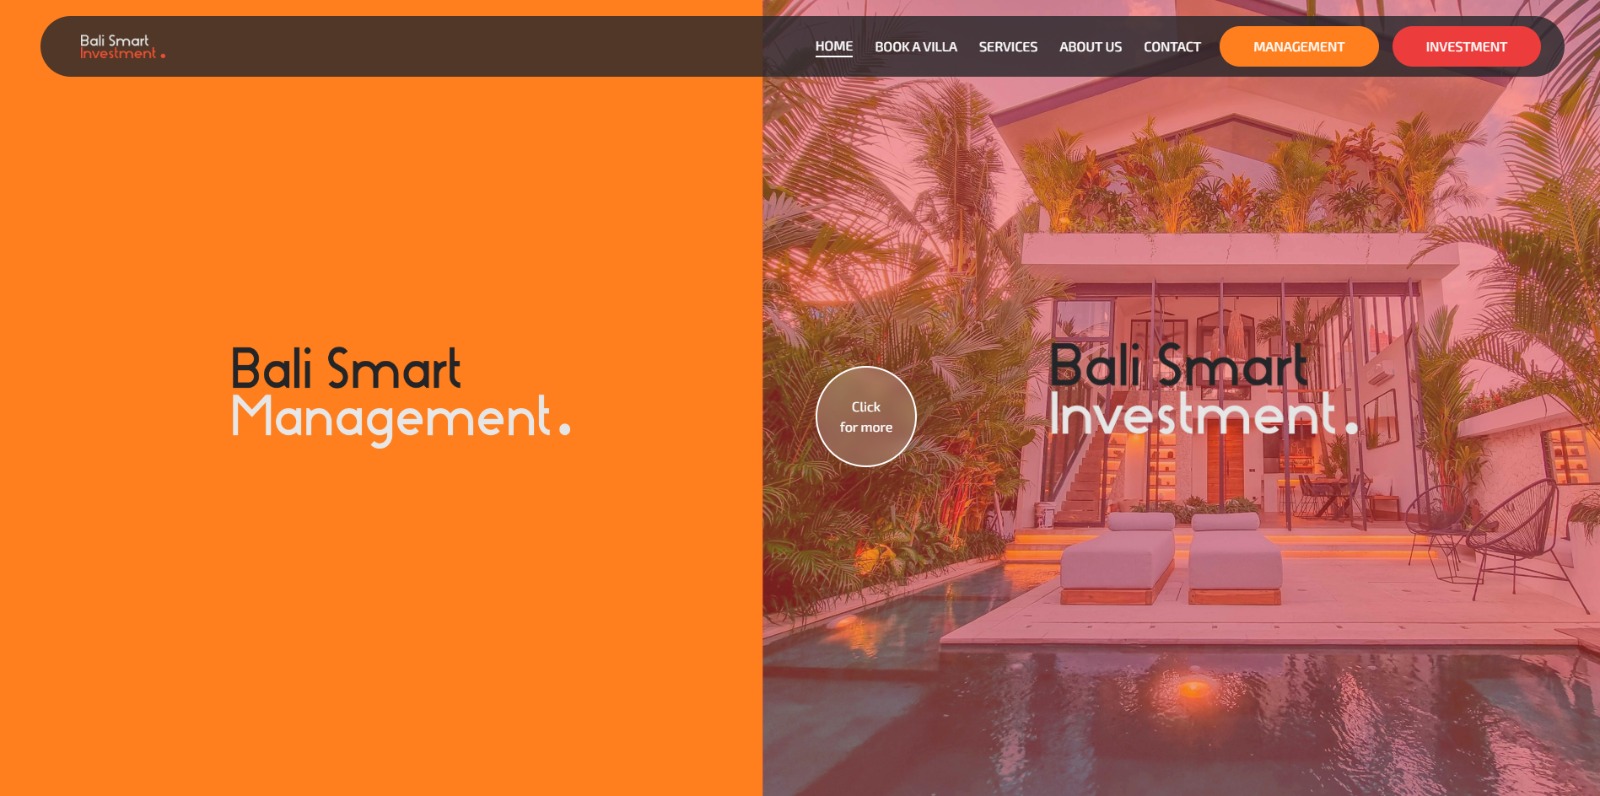 Bali Smart
Investment.
HOME
BOOK A VILLA
SERVICES
ABOUT US
CONTACT
MANAGEMENT
INVESTMENT
Bali Smart
Management.
Click
for more
Bali Smart
Investment.